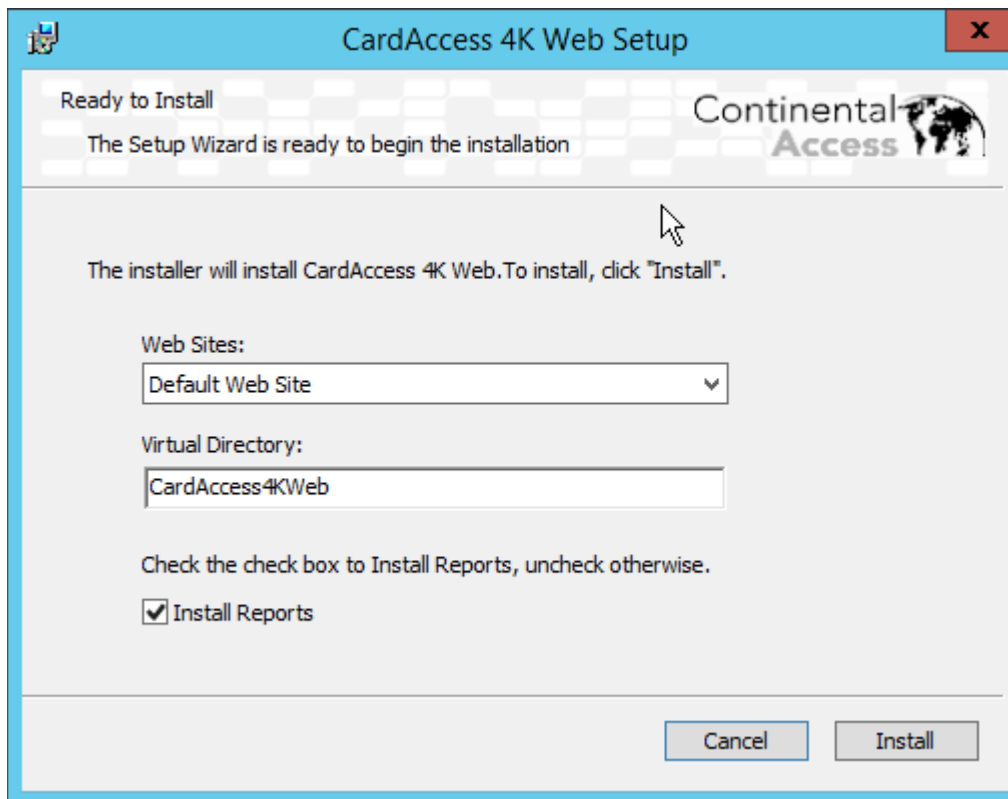 CardAccess 4K Web Setup
x
Ready to Install
The Setup Wizard is ready to begin the installation
Continental
Access
The installer will install CardAccess 4K Web.To install, click "Install".
Web Sites:
Default Web Site
Virtual Directory:
CardAccess4KWeb
Check the check box to Install Reports, uncheck otherwise.
Install Reports
Cancel
Install